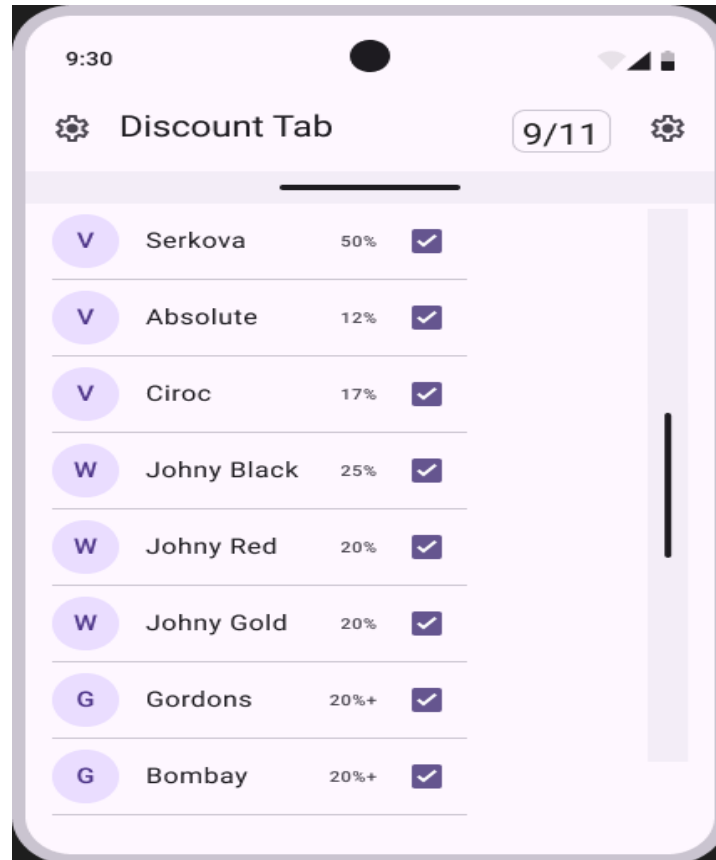 9:30
Discount Tab 9/11
V Serkova 50%
V Absolute 12%
V Ciroc 17%
W Johny Black 25%
W Johny Red 20%
W Johny Gold 20%
G Gordons 20%+
G Bombay 20%+